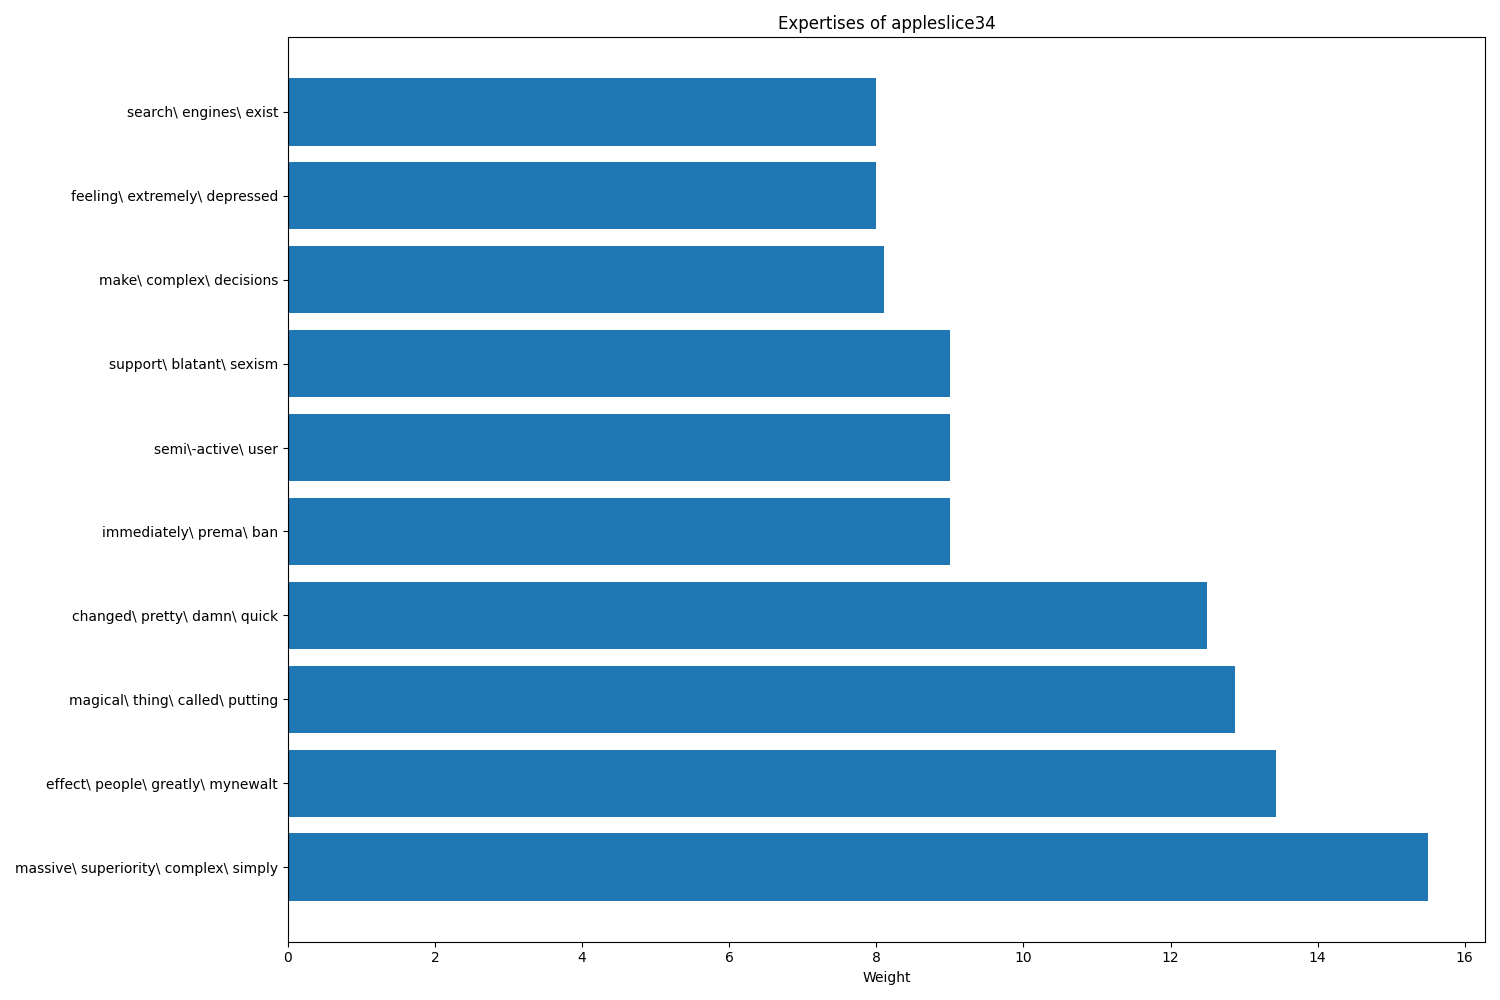 Expertises of appleslice34
search\ engines\ exist
feeling\ extremely\ depressed
make\ complex\ decisions
support\ blatant\ sexism
semi\-active\ user
immediately\ prema\ ban
changed\ pretty\ damn\ quick
magical\ thing\ called\ putting
effect\ people\ greatly\ mynewalt
massive\ superiority\ complex\ simply
0 2 4 6 8 10 12 14 16
Weight